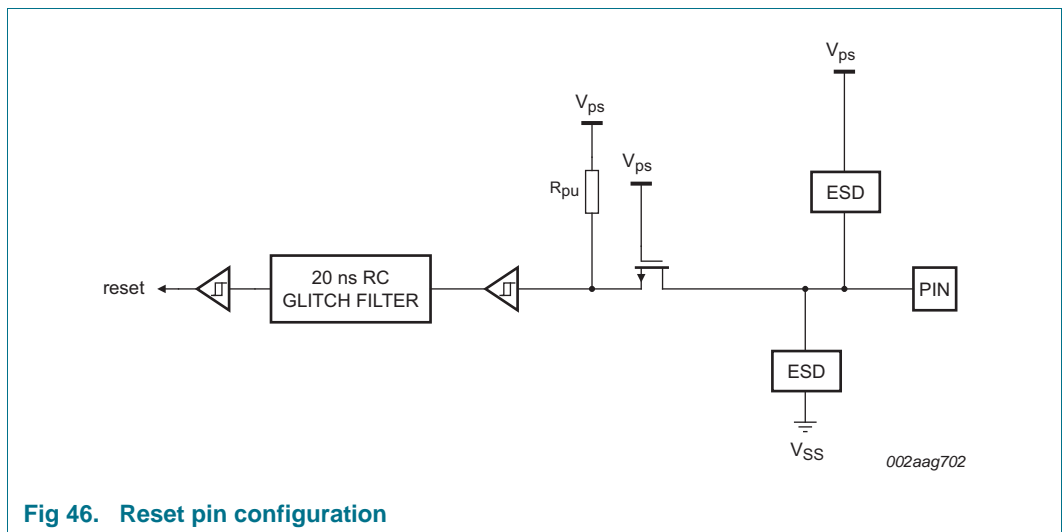 Vps
Vps
Vps
Rpu
ESD
reset
20 ns RC
GLITCH FILTER
PIN
ESD
VSS
002aag702
Fig 46. Reset pin configuration